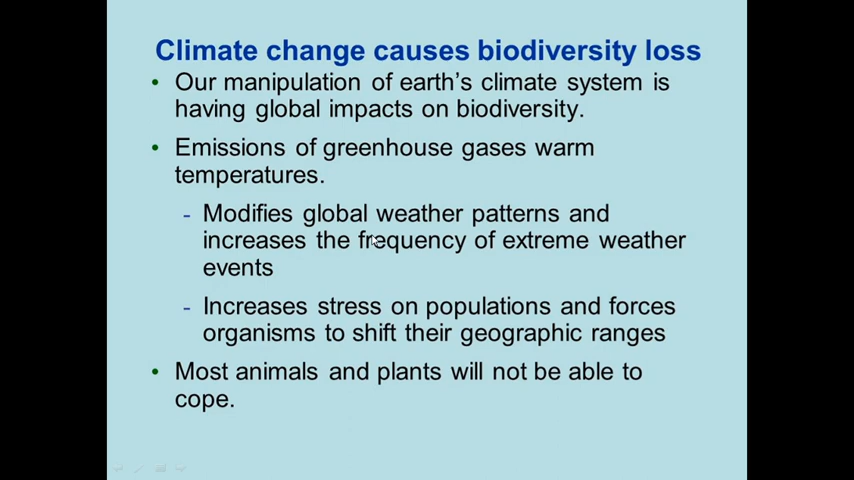 Climate change causes biodiversity loss
• Our manipulation of earth's climate system is
having global impacts on biodiversity.
• Emissions of greenhouse gases warm
temperatures.
- Modifies global weather patterns and
increases the frequency of extreme weather
events
- Increases stress on populations and forces
organisms to shift their geographic ranges
• Most animals and plants will not be able to
cope.